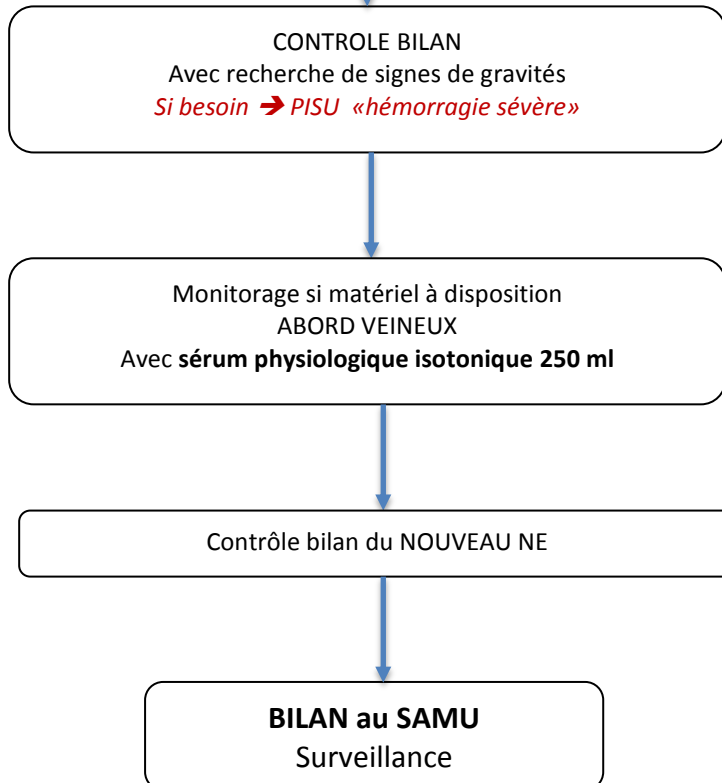 CONTROLE BILAN
Avec recherche de signes de gravités
Si besoin ➔ PISU «hémorragie sévère»
Monitorage si matériel à disposition
ABORD VEINEUX
Avec sérum physiologique isotonique 250 ml
Contrôle bilan du NOUVEAU NE
BILAN au SAMU
Surveillance